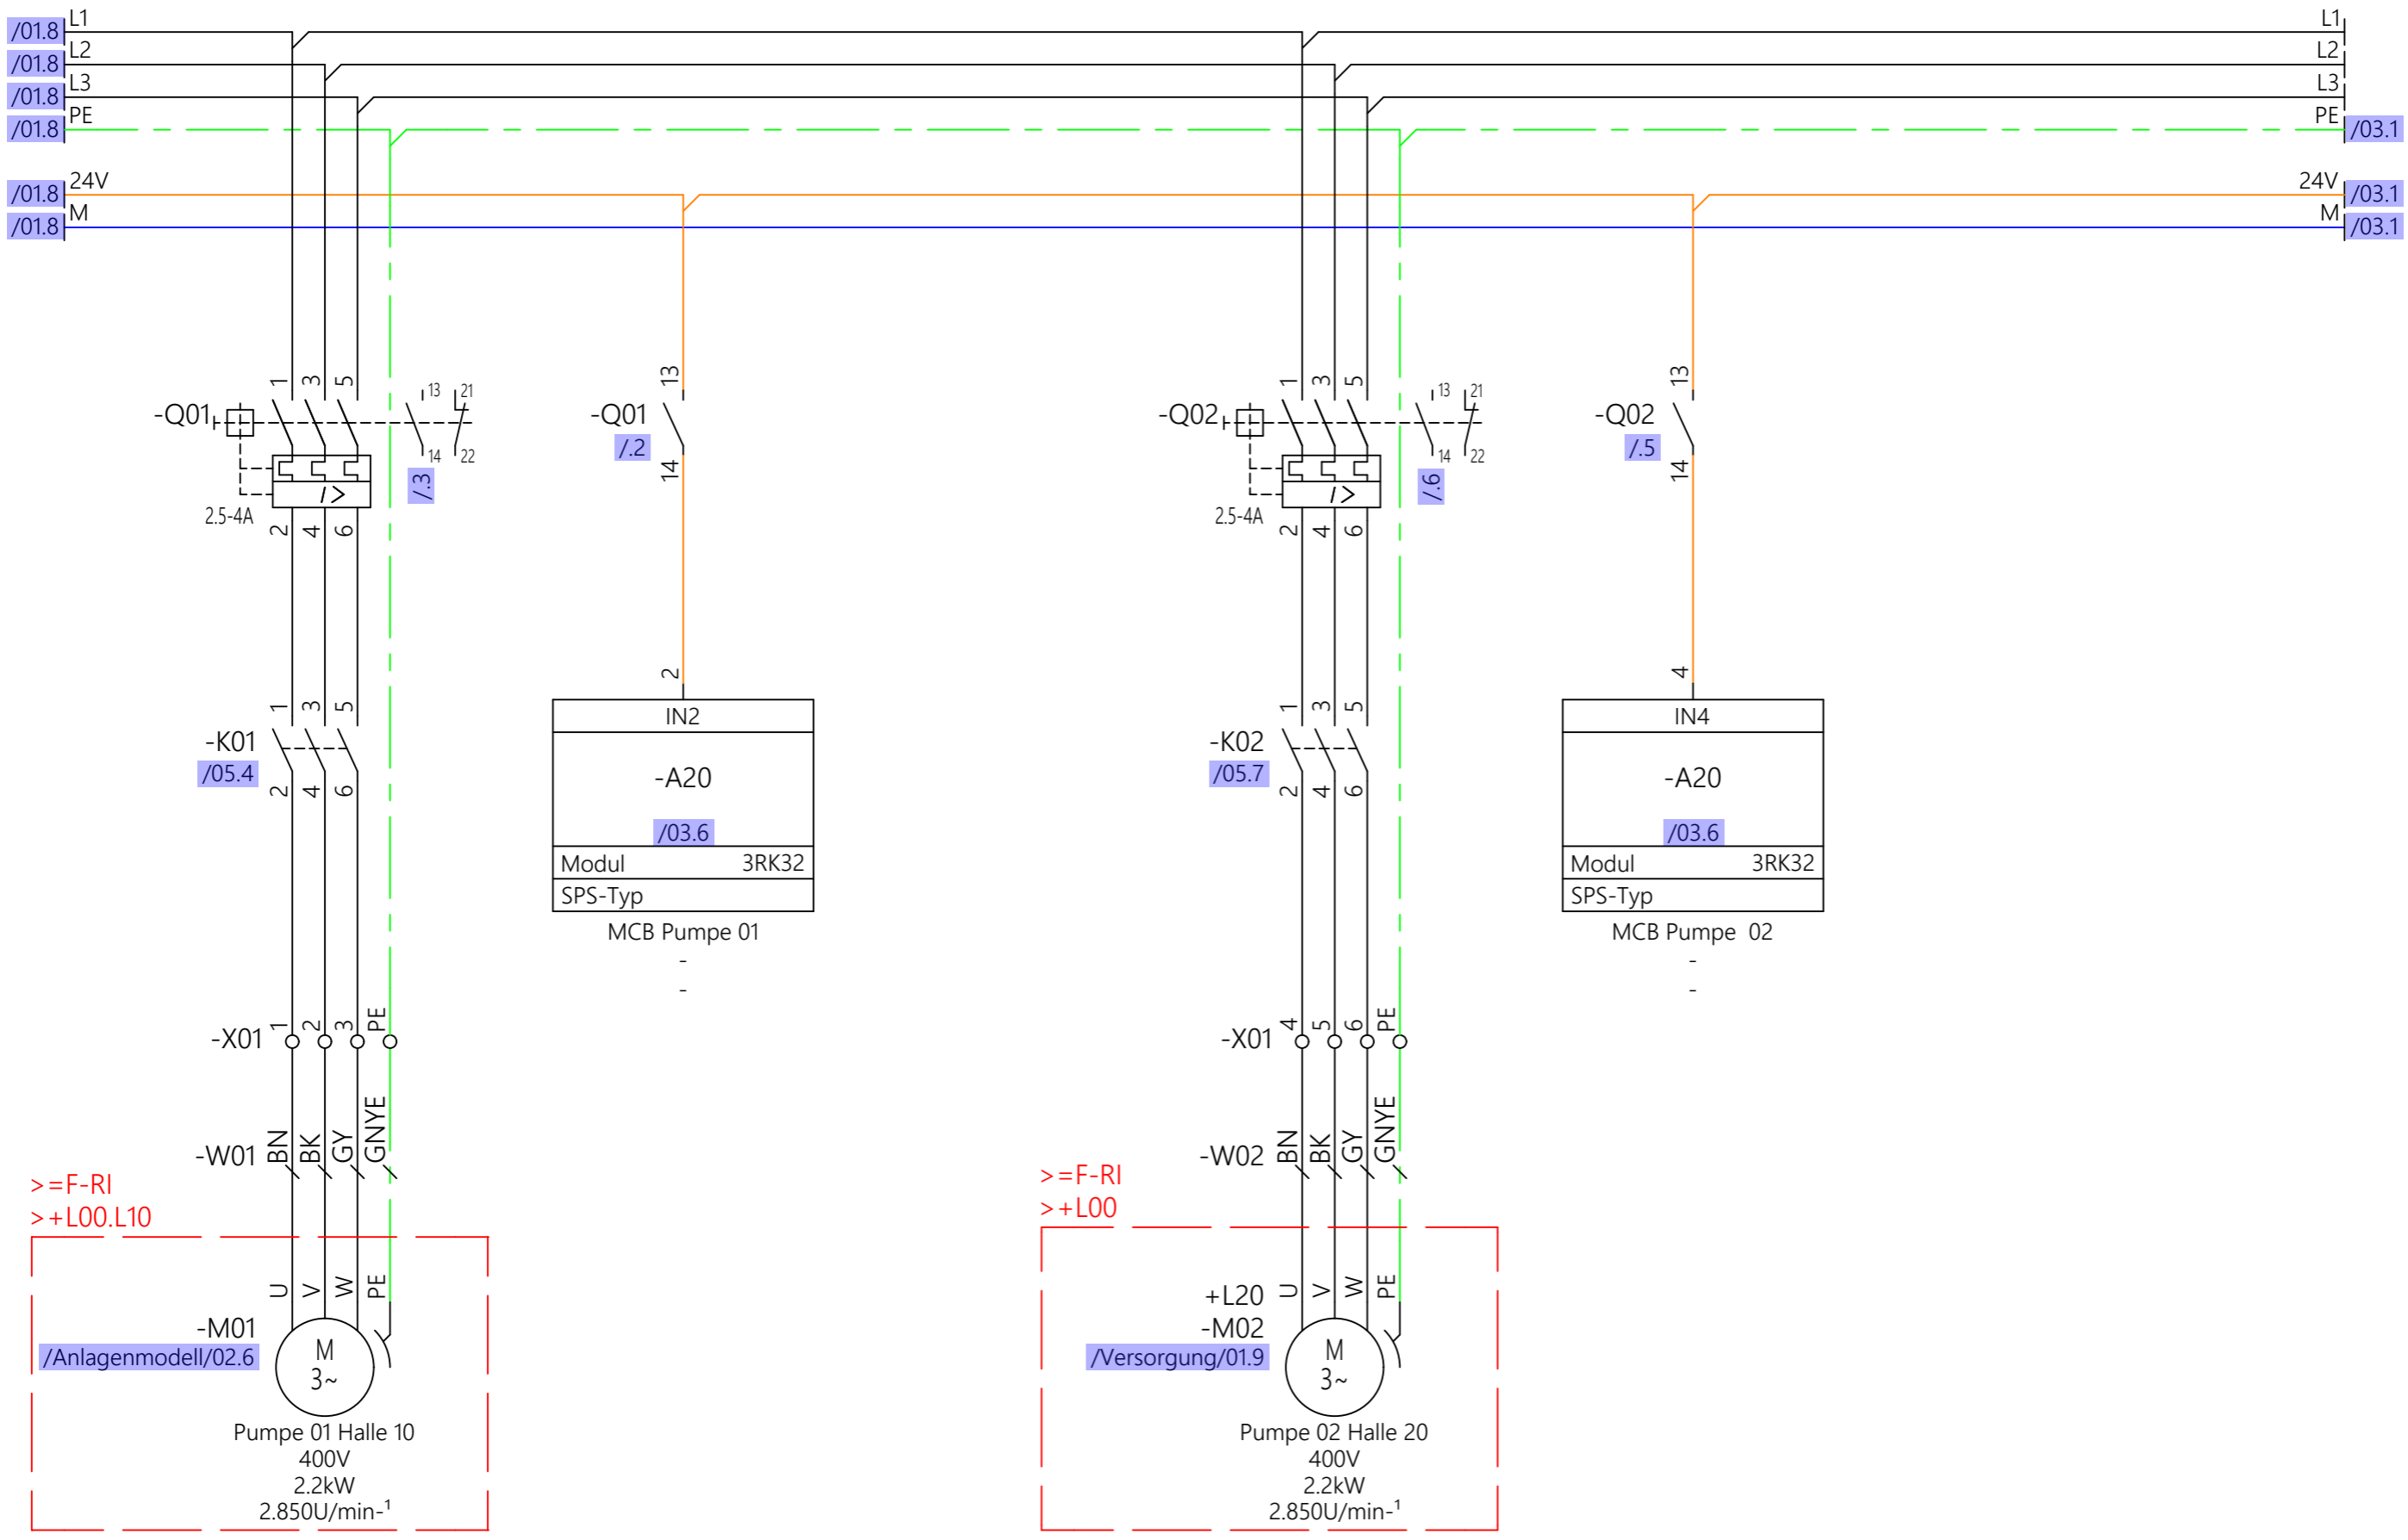 /01.8 L1 L1
/01.8 L2 L2
/01.8 L3 L3
/01.8 PE PE /03.1
/01.8 24V 24V /03.1
/01.8 M M /03.1
1 3 5 13 21
-Q01
14 22
/.3
I >
2.5-4A
2 4 6
13
-Q01
/.2
14
1 3 5 13 21
-Q02
14 22
/.6
I >
2.5-4A
2 4 6
13
-Q02
/.5
14
1 3 5
-K01
/05.4
2 4 6
2
IN2
-A20
/03.6
Modul 3RK32
SPS-Typ
MCB Pumpe 01
-
-
1 3 5
-K02
/05.7
2 4 6
4
IN4
-A20
/03.6
Modul 3RK32
SPS-Typ
MCB Pumpe  02
-
-
-X01 1 2 3 PE
-W01 BN BK GY GNYE
>=F-RI
>+L00.L10
U V W PE
-M01
/Anlagenmodell/02.6
M
3~
Pumpe 01 Halle 10
400V
2.2kW
2.850U/min-¹
-X01 4 5 6 PE
-W02 BN BK GY GNYE
>=F-RI
>+L00
+L20 U V W PE
-M02
/Versorgung/01.9
M
3~
Pumpe 02 Halle 20
400V
2.2kW
2.850U/min-¹